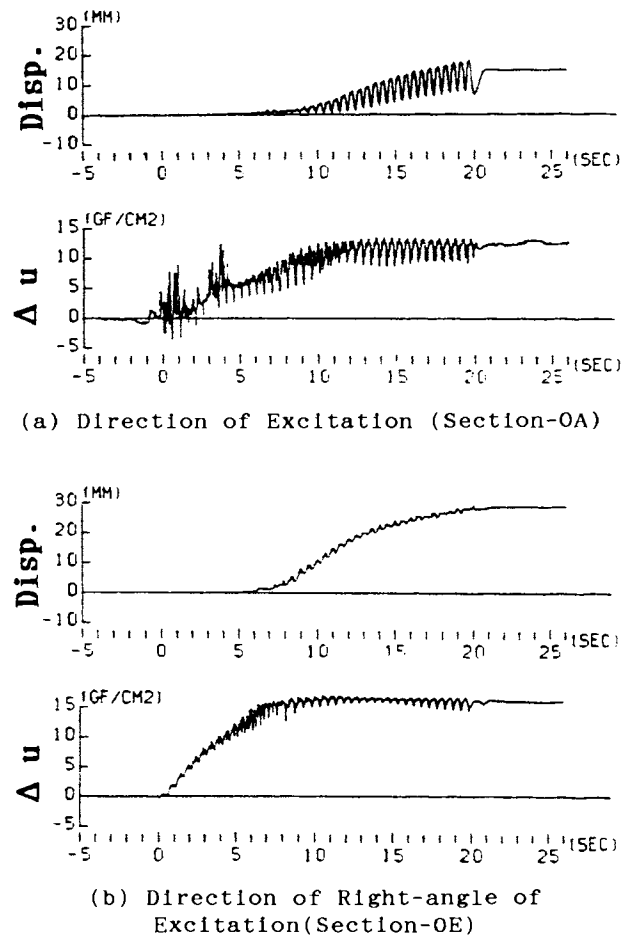 (MM)
30
20
10
0
-10
Disp.
-5 0 5 10 15 20 25 (SEC)
(GF/CM2)
15
10
5
0
-5
Δ u
-5 0 5 10 15 20 25 (SEC)
(a) Direction of Excitation (Section-OA)
(MM)
30
20
10
0
-10
Disp.
-5 0 5 10 15 20 25 (SEC)
(GF/CM2)
15
10
5
0
-5
Δ u
-5 0 5 10 15 20 25 (SEC)
(b) Direction of Right-angle of
Excitation(Section-OE)